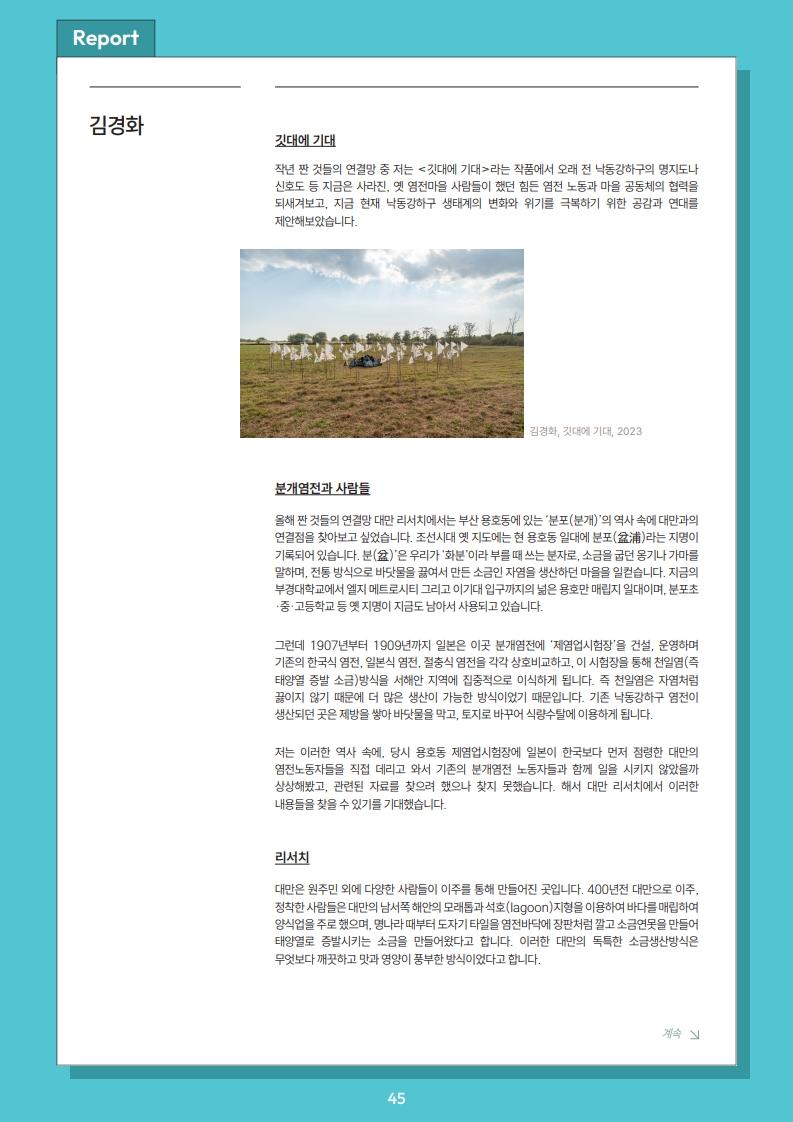 Report
김경화
깃대에 기대
작년 짠 것들의 연결망 중 저는 <깃대에 기대>라는 작품에서 오래 전 낙동강하구의 명지도나
신호도 등 지금은 사라진, 옛 염전마을 사람들이 했던 힘든 염전 노동과 마을 공동체의 협력을
되새겨보고, 지금 현재 낙동강하구 생태계의 변화와 위기를 극복하기 위한 공감과 연대를
제안해보았습니다.
김경화, 깃대에 기대, 2023
분개염전과 사람들
올해 짠 것들의 연결망 대만 리서치에서는 부산 용호동에 있는 '분포(분개)'의 역사 속에 대만과의
연결점을 찾아보고 싶었습니다. 조선시대 옛 지도에는 현 용호동 일대에 분포(盆浦)라는 지명이
기록되어 있습니다. 분(盆)'은 우리가 '화분'이라 부를 때 쓰는 분자로, 소금을 굽던 옹기나 가마를
말하며, 전통 방식으로 바닷물을 끓여서 만든 소금인 자염을 생산하던 마을을 일컫습니다. 지금의
부경대학교에서 엘지 메트로시티 그리고 이기대 입구까지의 넒은 용호만 매립지 일대이며, 분포초
·중·고등학교 등 옛 지명이 지금도 남아서 사용되고 있습니다.
그런데 1907년부터 1909년까지 일본은 이곳 분개염전에 '제염업시험장'을 건설, 운영하며
기존의 한국식 염전, 일본식 염전, 절충식 염전을 각각 상호비교하고, 이 시험장을 통해 천일염(즉
태양열 증발 소금)방식을 서해안 지역에 집중적으로 이식하게 됩니다. 즉 천일염은 자염처럼
끓이지 않기 때문에 더 많은 생산이 가능한 방식이었기 때문입니다. 기존 낙동강하구 염전이
생산되던 곳은 제방을 쌓아 바닷물을 막고, 토지로 바꾸어 식량수탈에 이용하게 됩니다.
저는 이러한 역사 속에, 당시 용호동 제염업시험장에 일본이 한국보다 먼저 점령한 대만의
염전노동자들을 직접 데리고 와서 기존의 분개염전 노동자들과 함께 일을 시키지 않았을까
상상해봤고, 관련된 자료를 찾으려 했으나 찾지 못했습니다. 해서 대만 리서치에서 이러한
내용들을 찾을 수 있기를 기대했습니다.
리서치
대만은 원주민 외에 다양한 사람들이 이주를 통해 만들어진 곳입니다. 400년전 대만으로 이주,
정착한 사람들은 대만의 남서쪽 해안의 모래톱과 석호(lagoon)지형을 이용하여 바다를 매립하여
양식업을 주로 했으며, 명나라 때부터 도자기 타일을 염전바닥에 장판처럼 깔고 소금연못을 만들어
태양열로 증발시키는 소금을 만들어왔다고 합니다. 이러한 대만의 독특한 소금생산방식은
무엇보다 깨끗하고 맛과 영양이 풍부한 방식이었다고 합니다.
계속
45